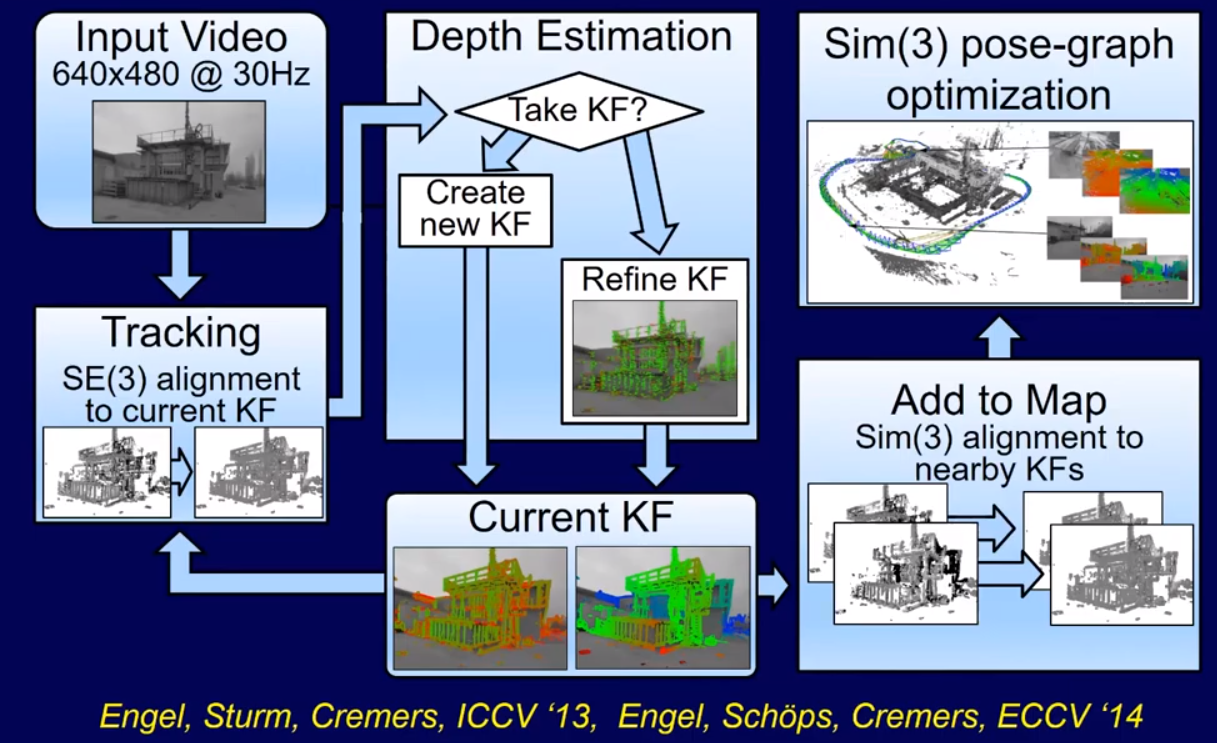 Input Video
640x480 @ 30Hz
Tracking
SE(3) alignment
to current KF
Depth Estimation
Take KF?
Create
new KF
Refine KF
Current KF
Sim(3) pose-graph
optimization
Add to Map
Sim(3) alignment to
nearby KFs
Engel, Sturm, Cremers, ICCV ‘13, Engel, Schöps, Cremers, ECCV ‘14